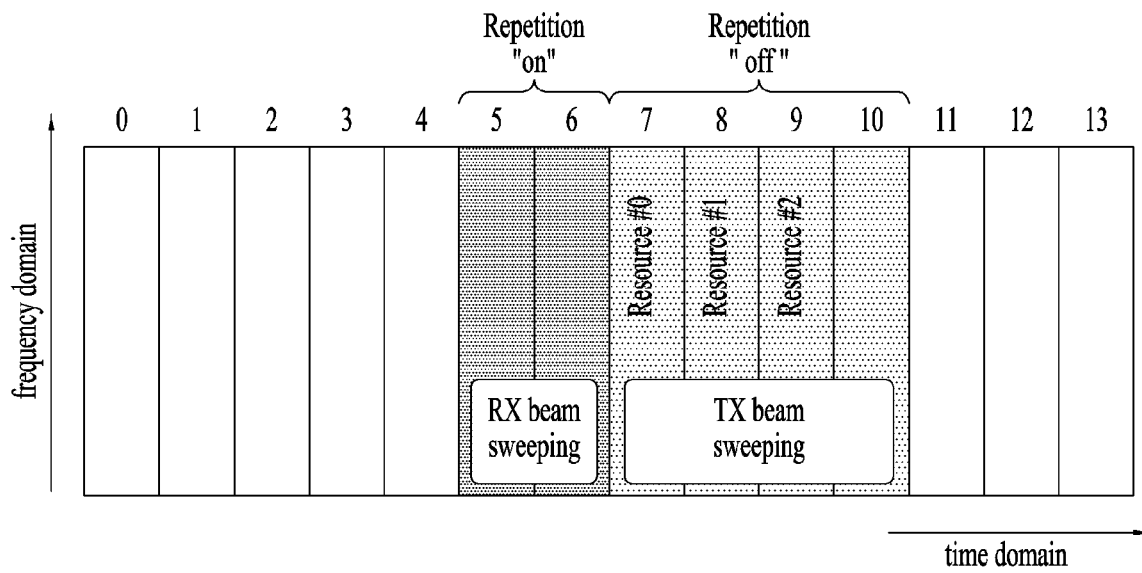 Repetition
"on"
Repetition
" off "
0 1 2 3 4 5 6 7 8 9 10 11 12 13
frequency domain
Resource #0
Resource #1
Resource #2
RX beam
sweeping
TX beam
sweeping
time domain